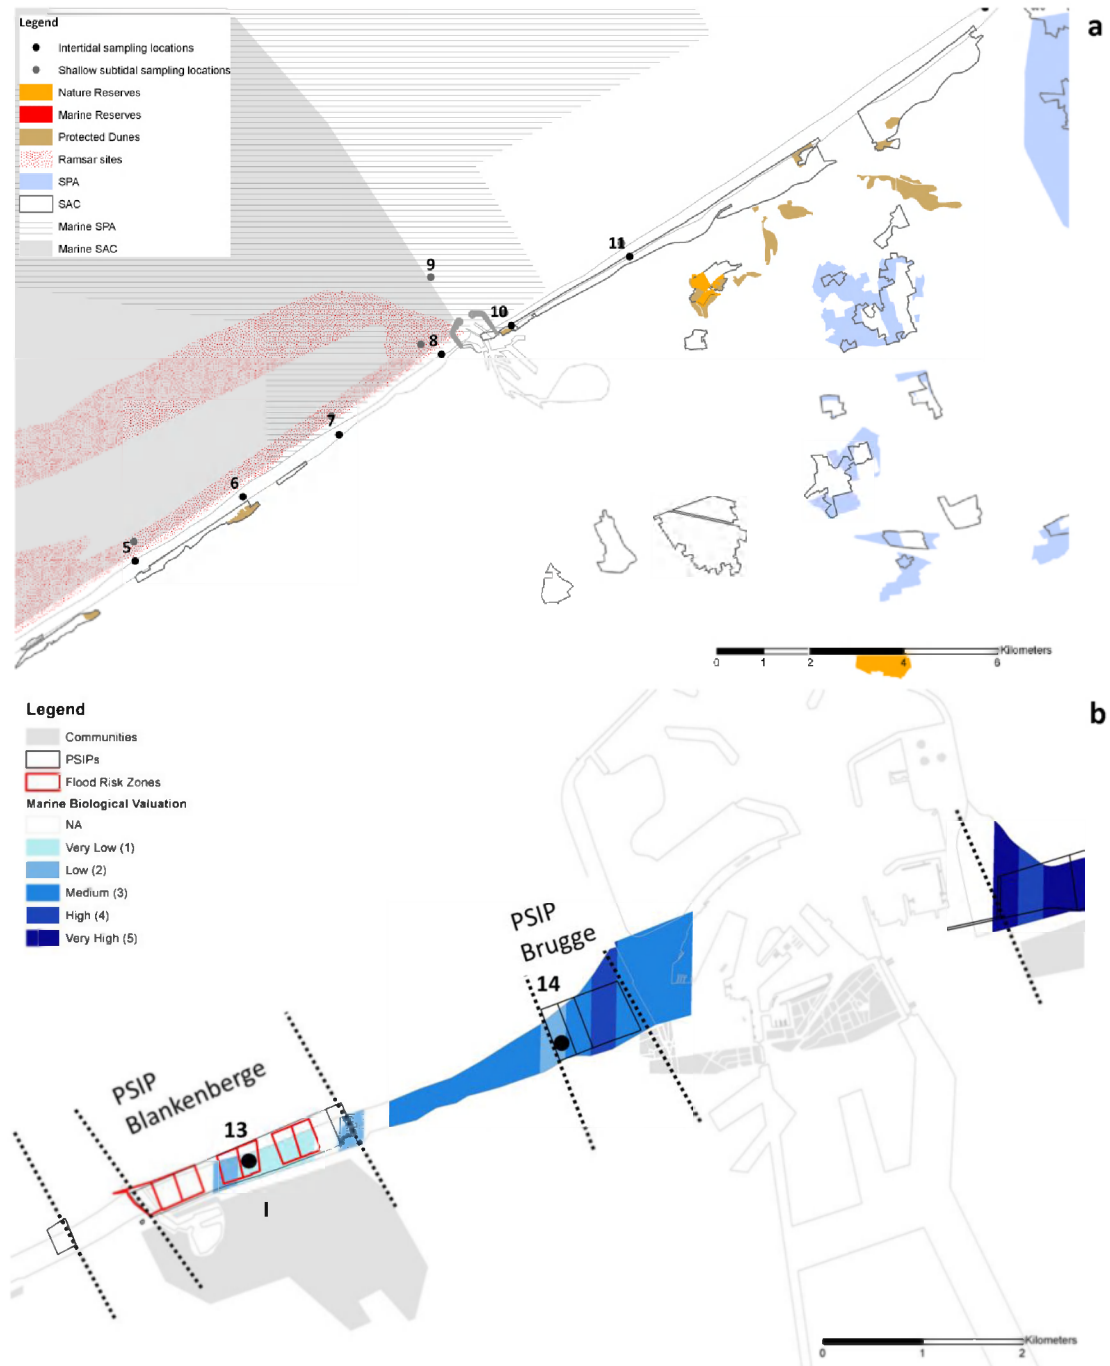 a
Legend
Intertidal sampling locations
Shallow subtidal sampling locations
Nature Reserves
Marine Reserves
Protected Dunes
Ramsar sites
SPA
SAC
Marine SPA
Marine SAC
11
9
10
8
7
6
5
Kilometers
0 1 2 4 6
b
Legend
Communities
PSIPs
Flood Risk Zones
Marine Biological Valuation
NA
Very Low (1)
Low (2)
Medium (3)
High (4)
Very High (5)
PSIP
Brugge
14
PSIP
Blankenberge
13
I
Kilometers
0 1 2